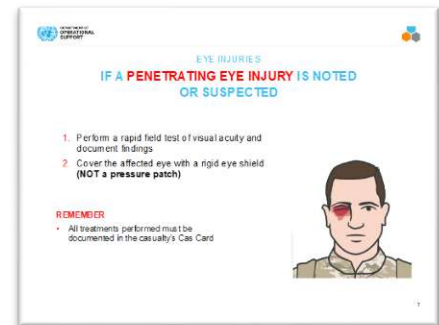 DEPARTMENT OF
OPERATIONAL
SUPPORT
EYE INJURIES
IF A PENETRATING EYE INJURY IS NOTED
OR SUSPECTED
1. Perform a rapid field test of visual acuity and
document findings
2. Cover the affected eye with a rigid eye shield
(NOT a pressure patch)
REMEMBER
• All treatments performed must be
documented in the casualty's Cas Card
7